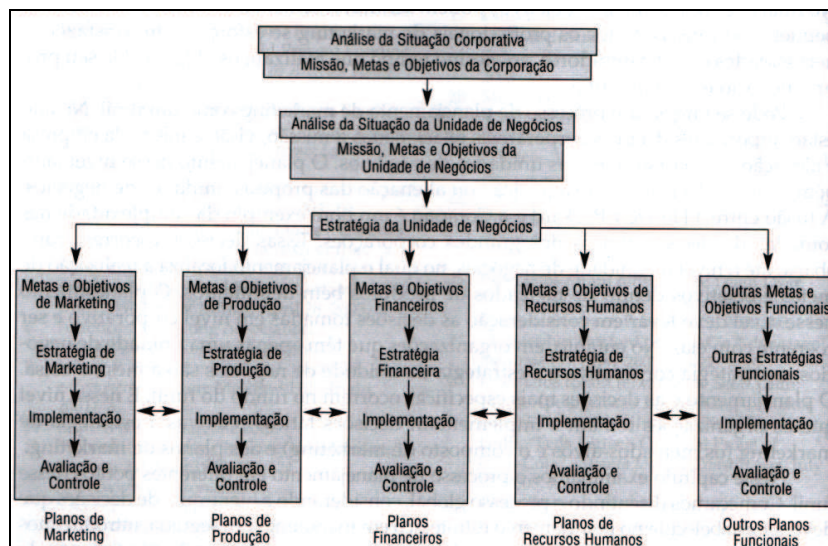 Análise da Situação Corporativa
Missão, Metas e Objetivos da Corporação
Análise da Situação da Unidade de Negócios
Missão, Metas e Objetivos da
Unidade de Negócios
Estratégia da Unidade de Negócios
Metas e Objetivos
de Marketing
Estratégia de
Marketing
Implementação
Avaliação e
Controle
Planos de
Marketing
Metas e Objetivos
de Produção
Estratégia de
Produção
Implementação
Avaliação e
Controle
Planos de
Produção
Metas e Objetivos
Financeiros
Estratégia
Financeira
Implementação
Avaliação e
Controle
Planos
Financeiros
Metas e Objetivos de
Recursos Humanos
Estratégia de
Recursos Humanos
Implementação
Avaliação e
Controle
Planos de
Recursos Humanos
Outras Metas e
Objetivos Funcionais
Outras Estratégias
Funcionais
Implementação
Avaliação e
Controle
Outros Planos
Funcionais